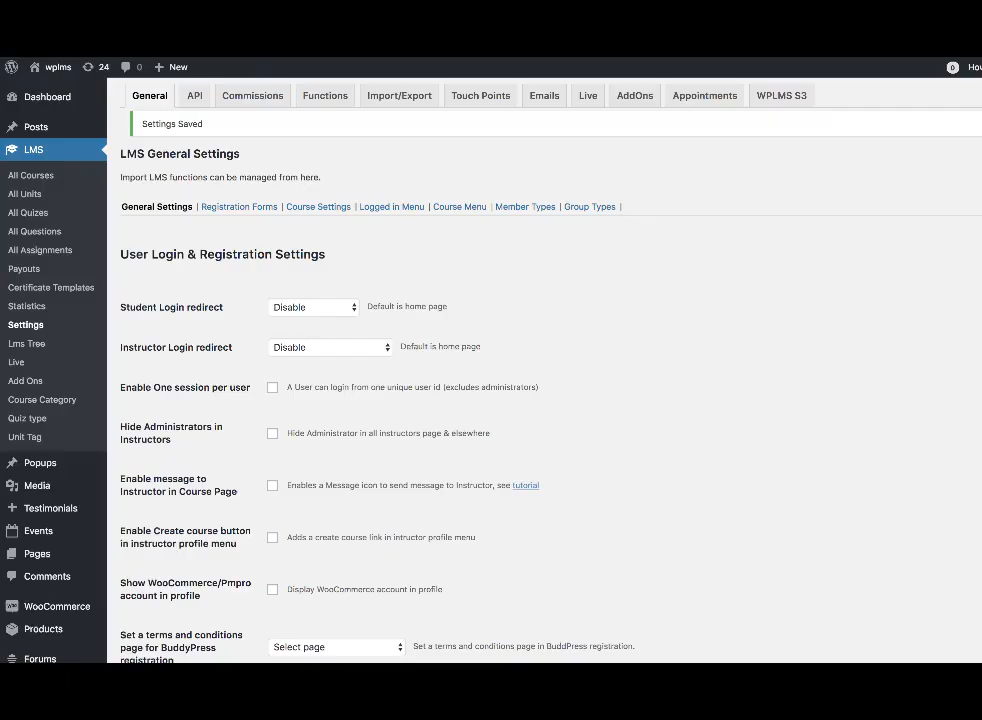 wplms 24 0 New 0
General API Commissions Functions Import/Export Touch Points Emails Live AddOns Appointments WPLMS S3
Dashboard
Posts
LMS
All Courses
All Units
All Quizes
All Questions
All Assignments
Payouts
Certificate Templates
Statistics
Settings
Lms Tree
Live
Add Ons
Course Category
Quiz type
Unit Tag
Popups
Media
Testimonials
Events
Pages
Comments
WooCommerce
Products
Forums
Settings Saved
LMS General Settings
Import LMS functions can be managed from here.
General Settings | Registration Forms | Course Settings | Logged in Menu | Course Menu | Member Types | Group Types |
User Login & Registration Settings
Student Login redirect Disable Default is home page
Instructor Login redirect Disable Default is home page
Enable One session per user A User can login from one unique user id (excludes administrators)
Hide Administrators in
Instructors
Hide Administrator in all instructors page & elsewhere
Enable message to
Instructor in Course Page
Enables a Message icon to send message to Instructor, see tutorial
Enable Create course button
in instructor profile menu
Adds a create course link in intructor profile menu
Show WooCommerce/Pmpro
account in profile
Display WooCommerce account in profile
Set a terms and conditions
page for BuddyPress
registration
Select page Set a terms and conditions page in BuddPress registration.